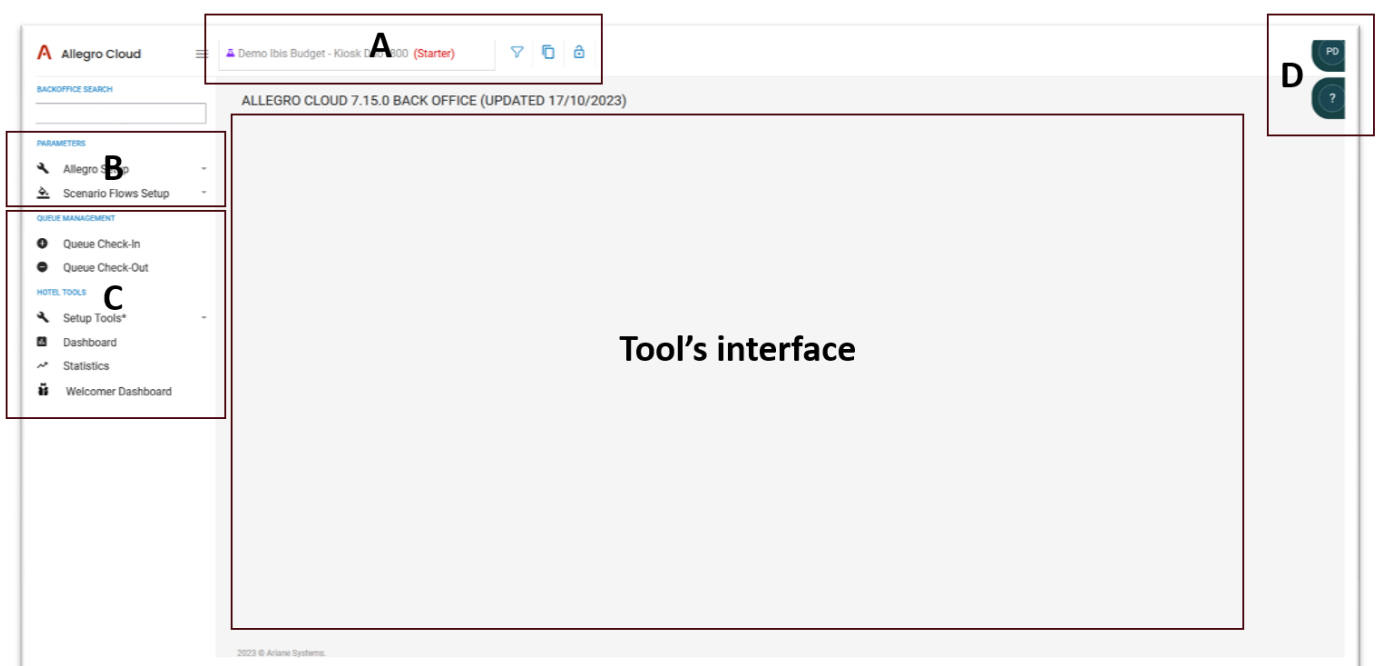 A
Allegro Cloud
Demo Ibis Budget - Kiosk 800 (Starter)
D
PD
?
BACKOFFICE SEARCH
ALLEGRO CLOUD 7.15.0 BACK OFFICE (UPDATED 17/10/2023)
PARAMETERS
B
Allegro Setup
Scenario Flows Setup
QUEUE MANAGEMENT
Queue Check-In
Queue Check-Out
HOTEL TOOLS
C
Setup Tools*
Dashboard
Statistics
Welcomer Dashboard
Tool's interface
2023 © Ariane Systems.